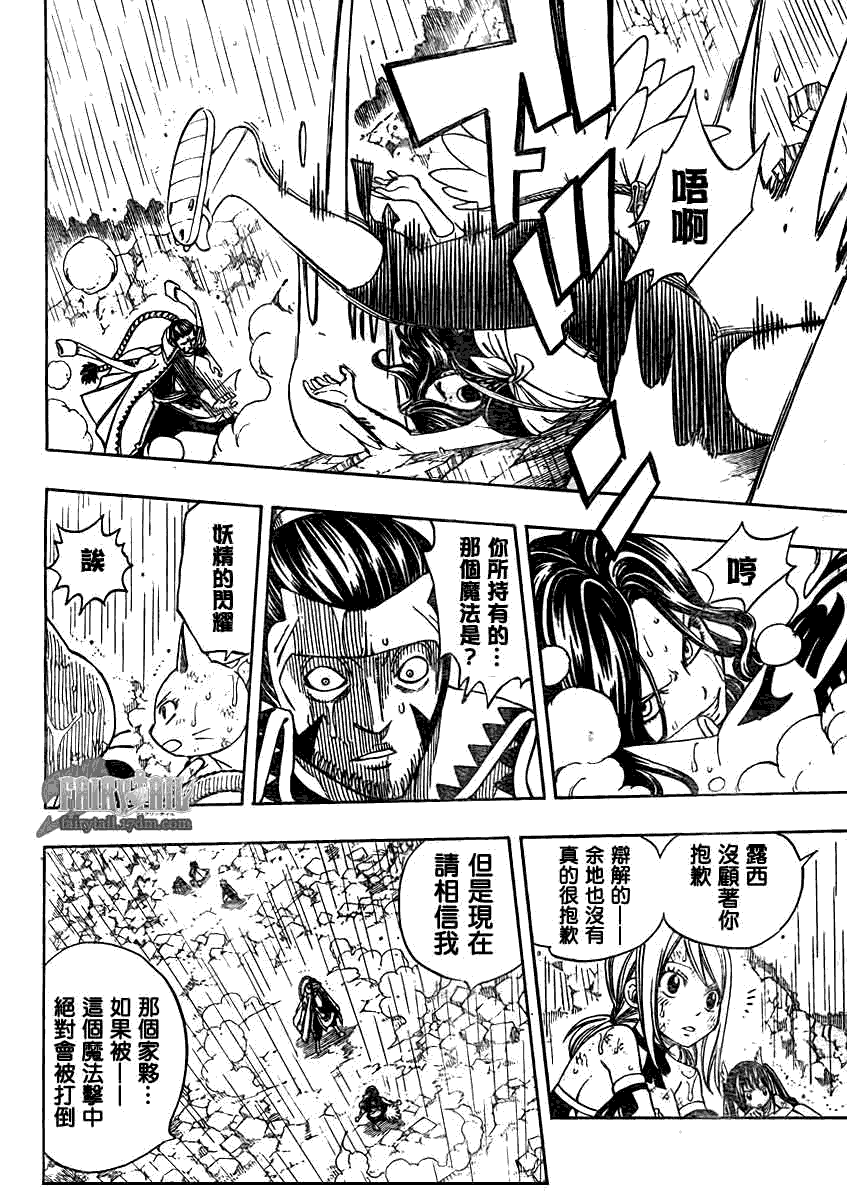 唔
啊
ズ
ザ
哼
你所持有的…
那個魔法是？
妖精的閃耀
誒
FAIRY TAIL
fairytail.17dm.com
露西
沒顧著你
抱歉
辯解的——
余地也沒有
真的很抱歉
但是現在
請相信我
那個家夥…
如果被——
這個魔法擊中
絕對會被打倒